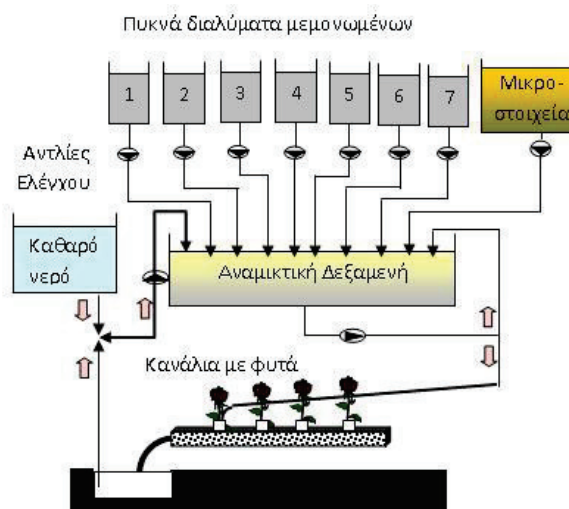 Πυκνά διαλύματα μεμονωμένων
1 2 3 4 5 6 7
Μικρο-
στοιχεία
Αντλίες
Ελέγχου
Καθαρό
νερό
Αναμικτική Δεξαμενή
Κανάλια με φυτά